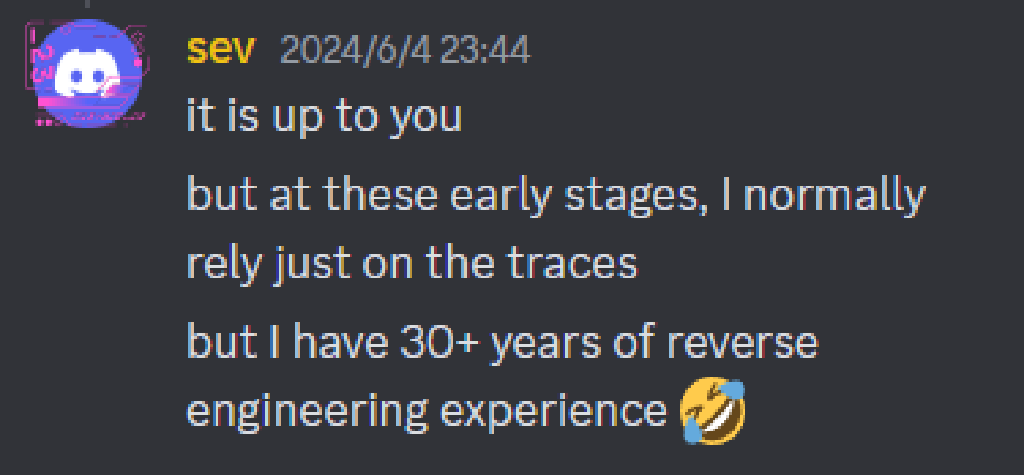 sev 2024/6/4 23:44
it is up to you
but at these early stages, I normally
rely just on the traces
but I have 30+ years of reverse
engineering experience 🤣